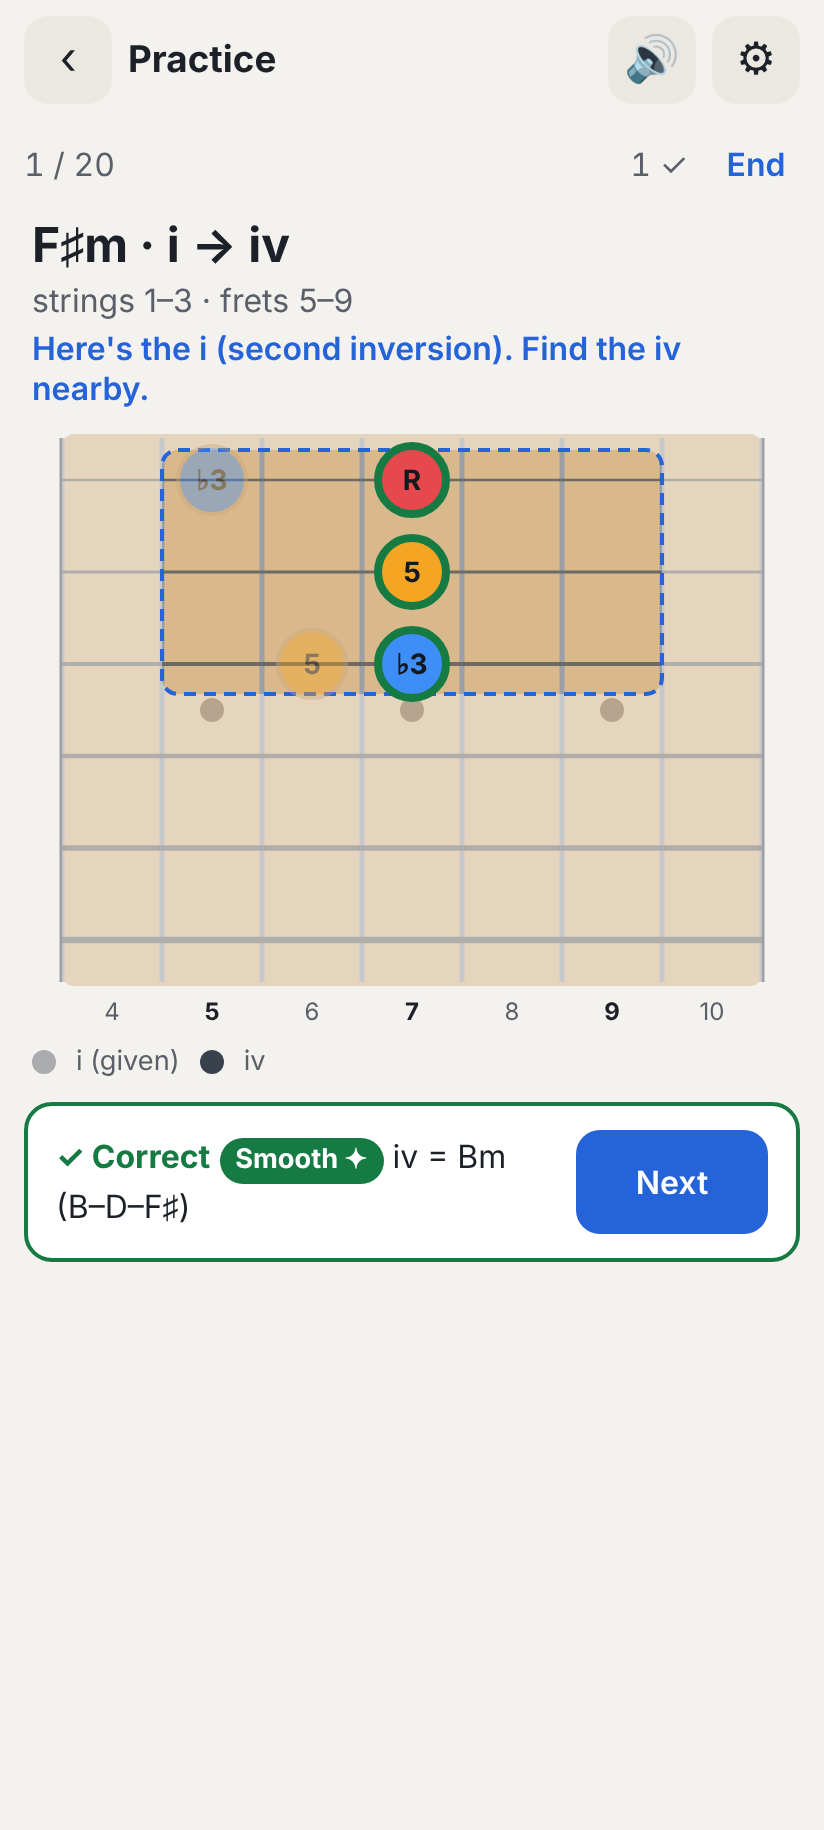 ‹ Practice 🔊 ⚙
1 / 20 1 ✓ End
F♯m · i → iv
strings 1–3 · frets 5–9
Here's the i (second inversion). Find the iv
nearby.
♭3 R
5
5 ♭3
4 5 6 7 8 9 10
i (given) iv
✓ Correct Smooth ✦ iv = Bm
(B–D–F♯)
Next